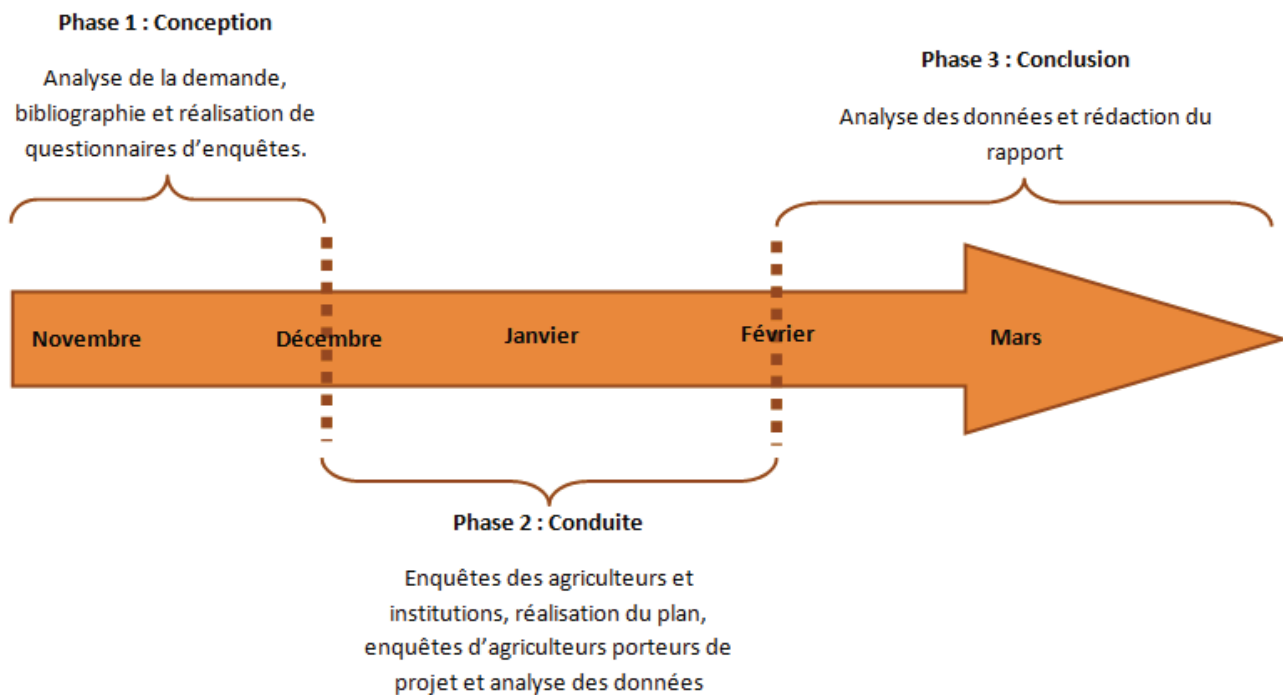 Phase 1 : Conception
Analyse de la demande,
bibliographie et réalisation de
questionnaires d’enquêtes.
Phase 3 : Conclusion
Analyse des données et rédaction du
rapport
Novembre
Décembre
Janvier
Février
Mars
Phase 2 : Conduite
Enquêtes des agriculteurs et
institutions, réalisation du plan,
enquêtes d’agriculteurs porteurs de
projet et analyse des données